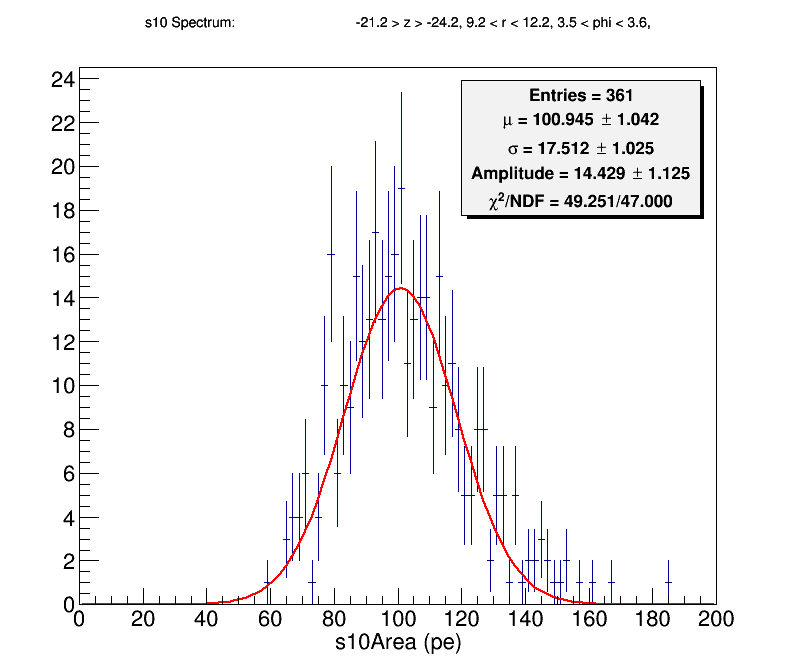 s10 Spectrum: -21.2 > z > -24.2, 9.2 < r < 12.2, 3.5 < phi < 3.6,
Entries = 361
μ = 100.945 ± 1.042
σ = 17.512 ± 1.025
Amplitude = 14.429 ± 1.125
χ²/NDF = 49.251/47.000
24
22
20
18
16
14
12
10
8
6
4
2
0
0 20 40 60 80 100 120 140 160 180 200
s10Area (pe)